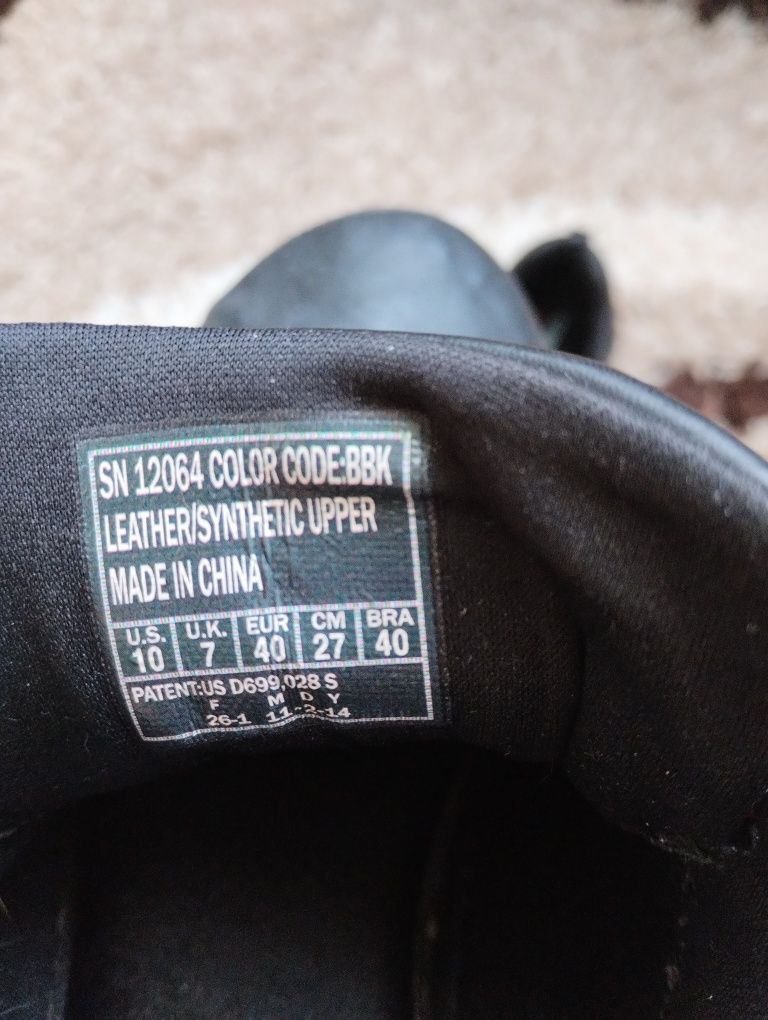 SN 12064 COLOR CODE:BBK
LEATHER/SYNTHETIC UPPER
MADE IN CHINA
U.S. U.K. EUR CM BRA
10 7 40 27 40
PATENT:US D699,028 S
F M D Y
26-1 11-2-14